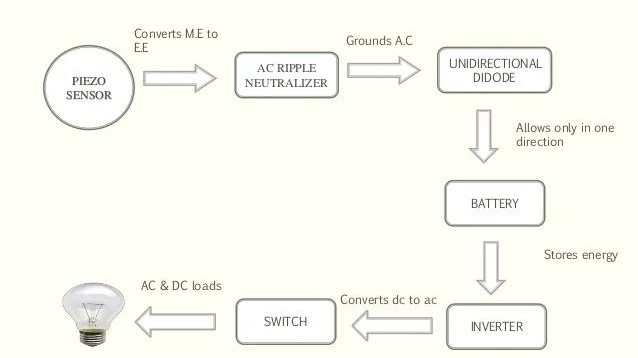 Converts M.E to
E.E
Grounds A.C
PIEZO
SENSOR
AC RIPPLE
NEUTRALIZER
UNIDIRECTIONAL
DIDODE
Allows only in one
direction
BATTERY
Stores energy
AC & DC loads
Converts dc to ac
SWITCH
INVERTER